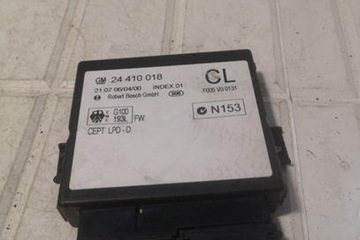 GM 24 410 018 CL
21.07 06/04/00 INDEX 01 F005 V0 0131
Robert Bosch GmbH
G100 FW N153
193L
CEPT LPD-D